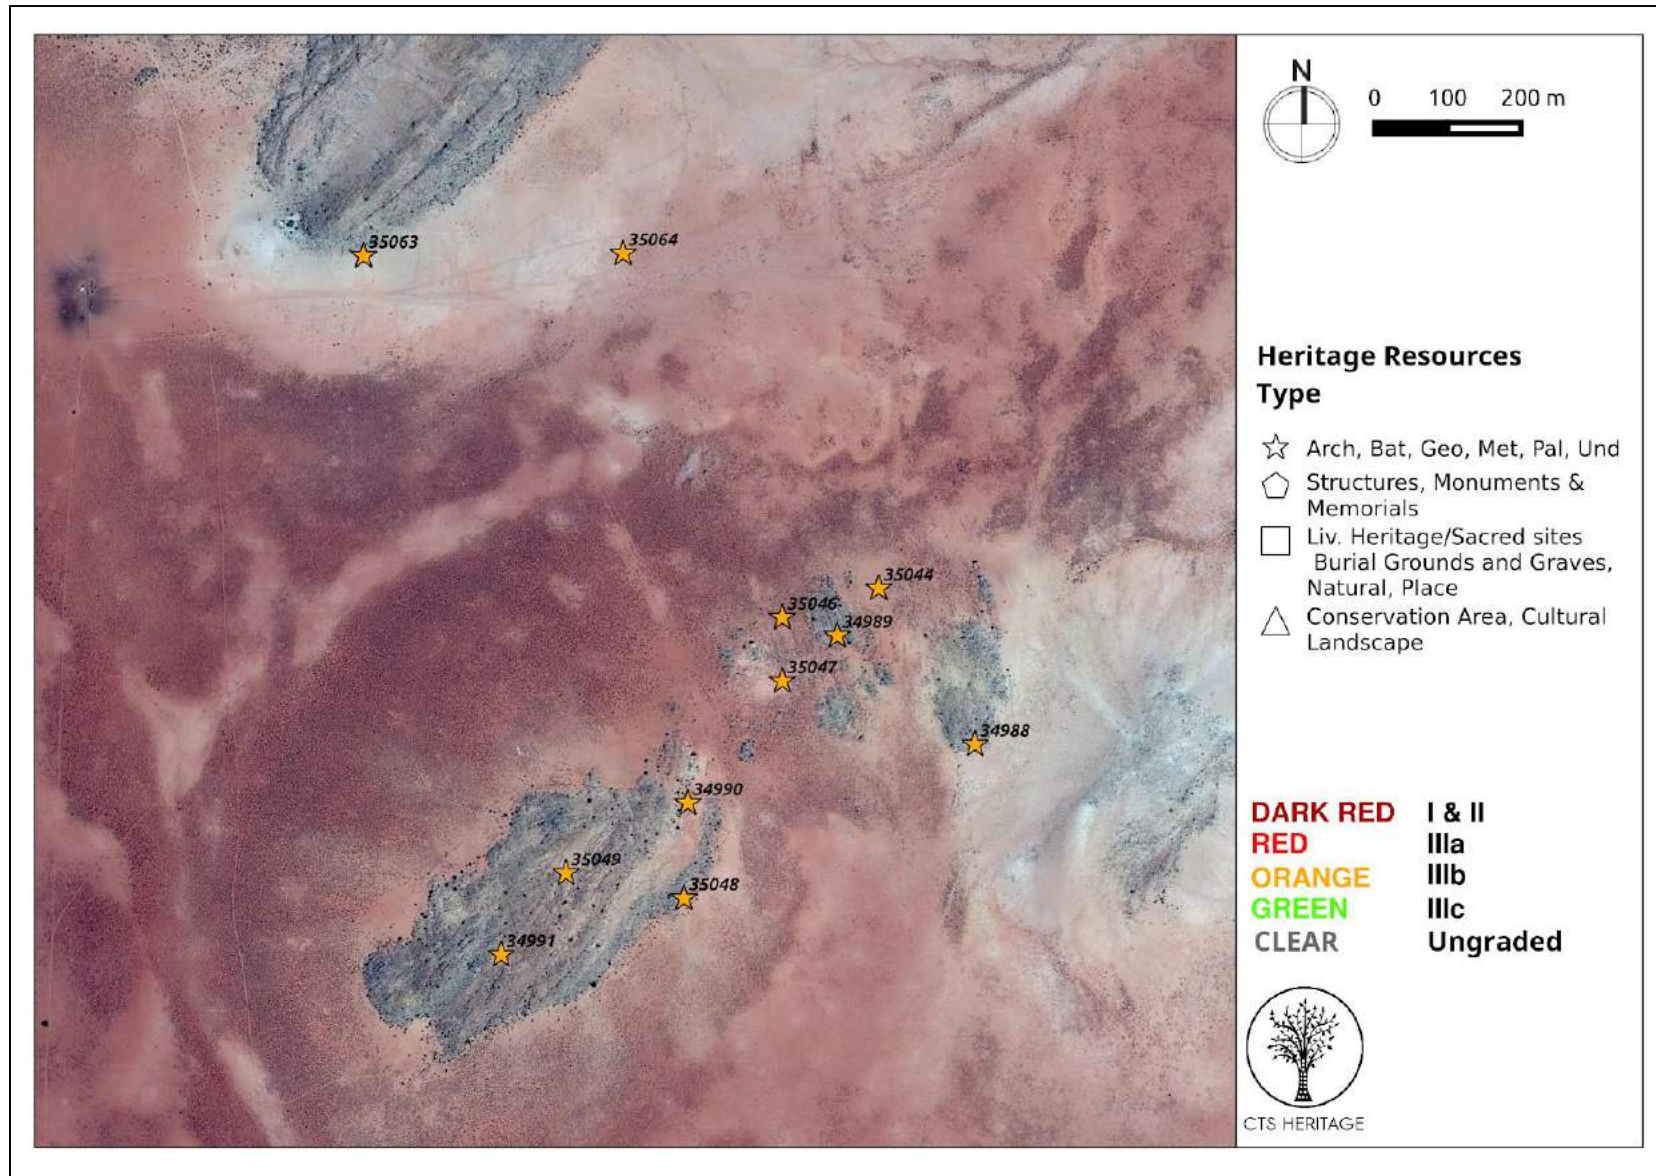 N
0 100 200 m
35063
35064
35044
35046
34989
35047
34988
34990
35049
35048
34991
Heritage Resources
Type
Arch, Bat, Geo, Met, Pal, Und
Structures, Monuments &
Memorials
Liv. Heritage/Sacred sites
Burial Grounds and Graves,
Natural, Place
Conservation Area, Cultural
Landscape
DARK RED I & II
RED IIIa
ORANGE IIIb
GREEN IIIc
CLEAR Ungraded
CTS HERITAGE